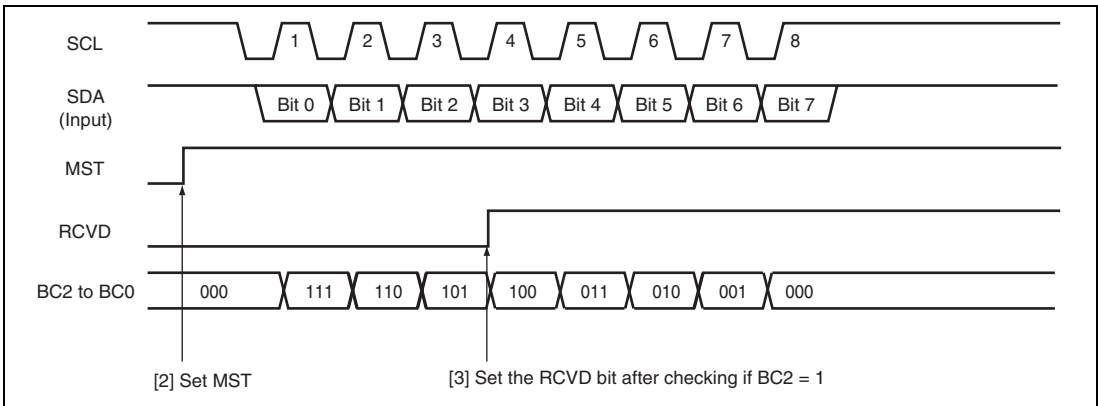 SCL 1 2 3 4 5 6 7 8
SDA
(Input) Bit 0 Bit 1 Bit 2 Bit 3 Bit 4 Bit 5 Bit 6 Bit 7
MST
RCVD
BC2 to BC0 000 111 110 101 100 011 010 001 000
[2] Set MST [3] Set the RCVD bit after checking if BC2 = 1